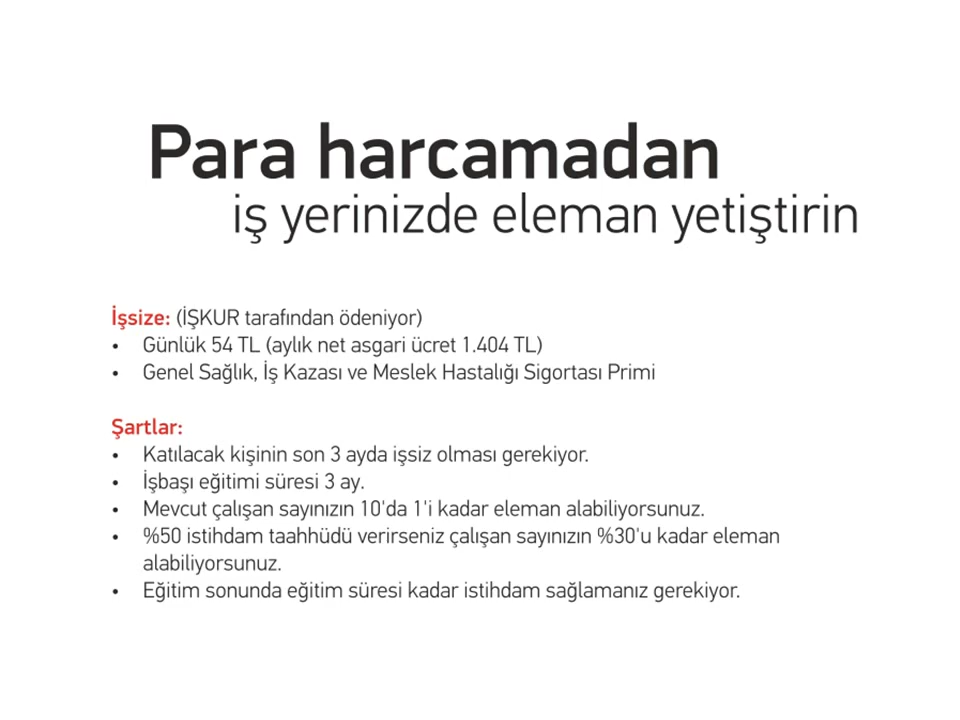 Para harcamadan
iş yerinizde eleman yetiştirin
İşsize: (İŞKUR tarafından ödeniyor)
• Günlük 54 TL (aylık net asgari ücret 1.404 TL)
• Genel Sağlık, İş Kazası ve Meslek Hastalığı Sigortası Primi
Şartlar:
• Katılacak kişinin son 3 ayda işsiz olması gerekiyor.
• İşbaşı eğitimi süresi 3 ay.
• Mevcut çalışan sayınızın 10'da 1'i kadar eleman alabiliyorsunuz.
• %50 istihdam taahhüdü verirseniz çalışan sayınızın %30'u kadar eleman
alabiliyorsunuz.
• Eğitim sonunda eğitim süresi kadar istihdam sağlamanız gerekiyor.